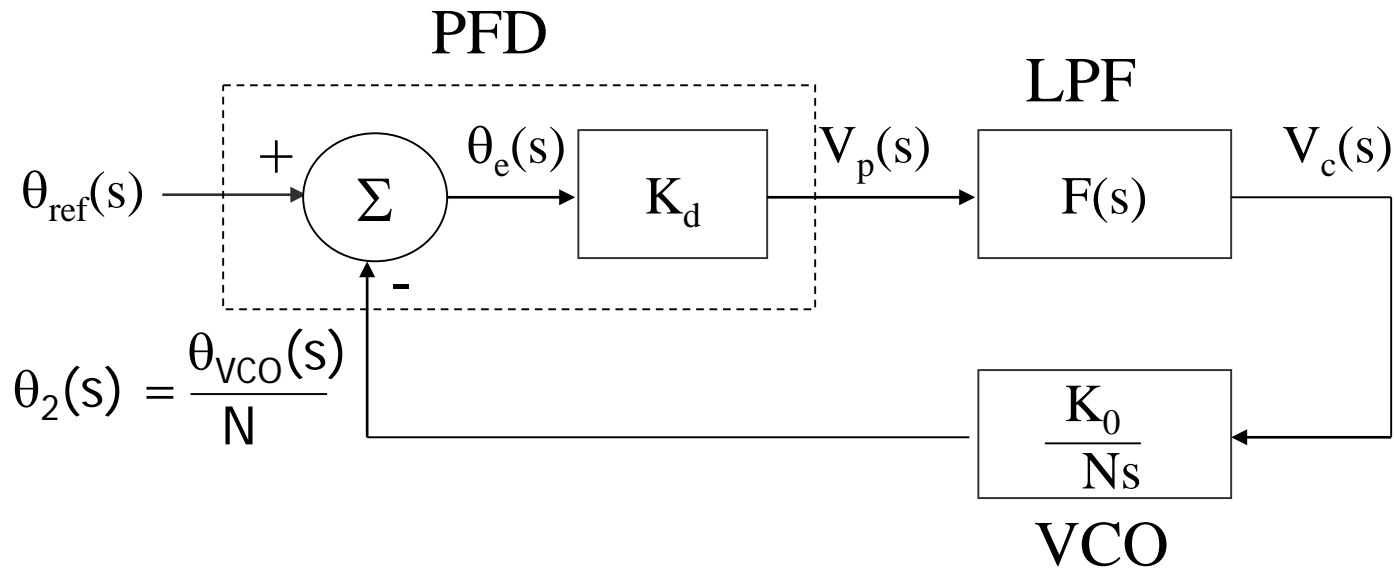 PFD
LPF
+
θref(s)
Σ
θe(s)
Kd
Vp(s)
F(s)
Vc(s)
-
θ2(s) = θVCO(s)
N
K0
Ns
VCO